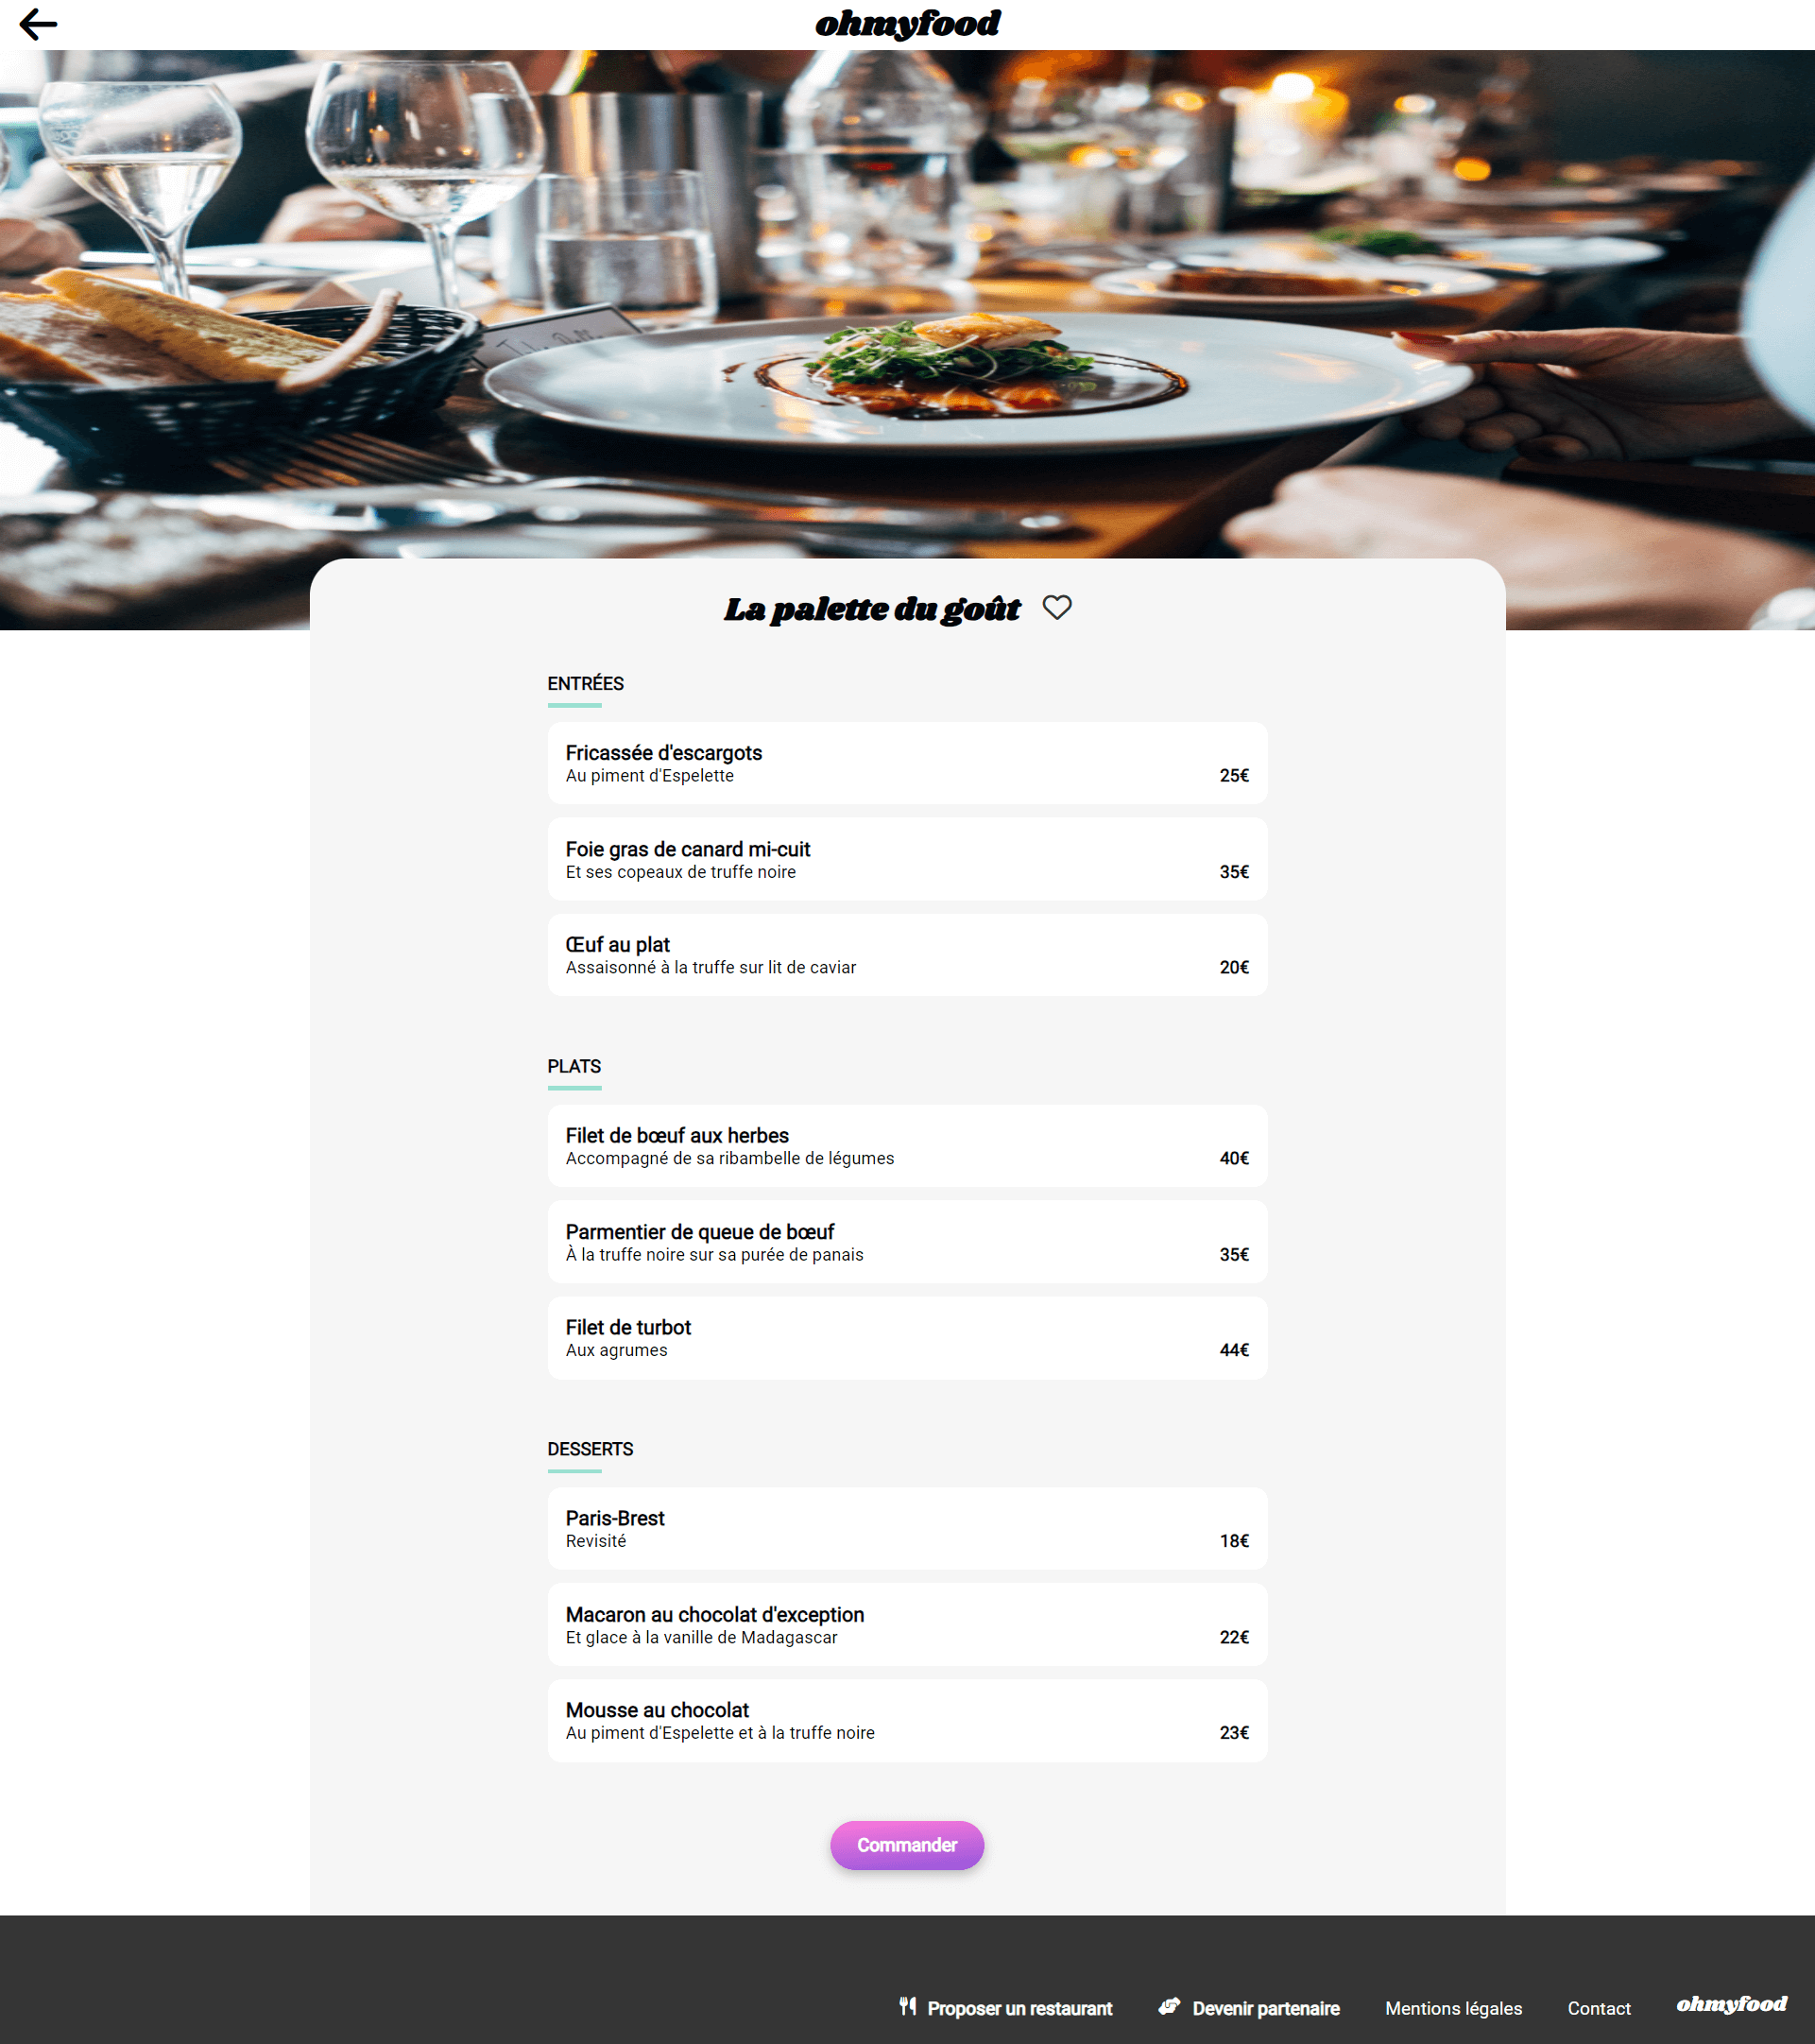 ohmyfood
La palette du goût
ENTRÉES
Fricassée d'escargots
Au piment d'Espelette 25€
Foie gras de canard mi-cuit
Et ses copeaux de truffe noire 35€
Œuf au plat
Assaisonné à la truffe sur lit de caviar 20€
PLATS
Filet de bœuf aux herbes
Accompagné de sa ribambelle de légumes 40€
Parmentier de queue de bœuf
À la truffe noire sur sa purée de panais 35€
Filet de turbot
Aux agrumes 44€
DESSERTS
Paris-Brest
Revisité 18€
Macaron au chocolat d'exception
Et glace à la vanille de Madagascar 22€
Mousse au chocolat
Au piment d'Espelette et à la truffe noire 23€
Commander
Proposer un restaurant Devenir partenaire Mentions légales Contact ohmyfood